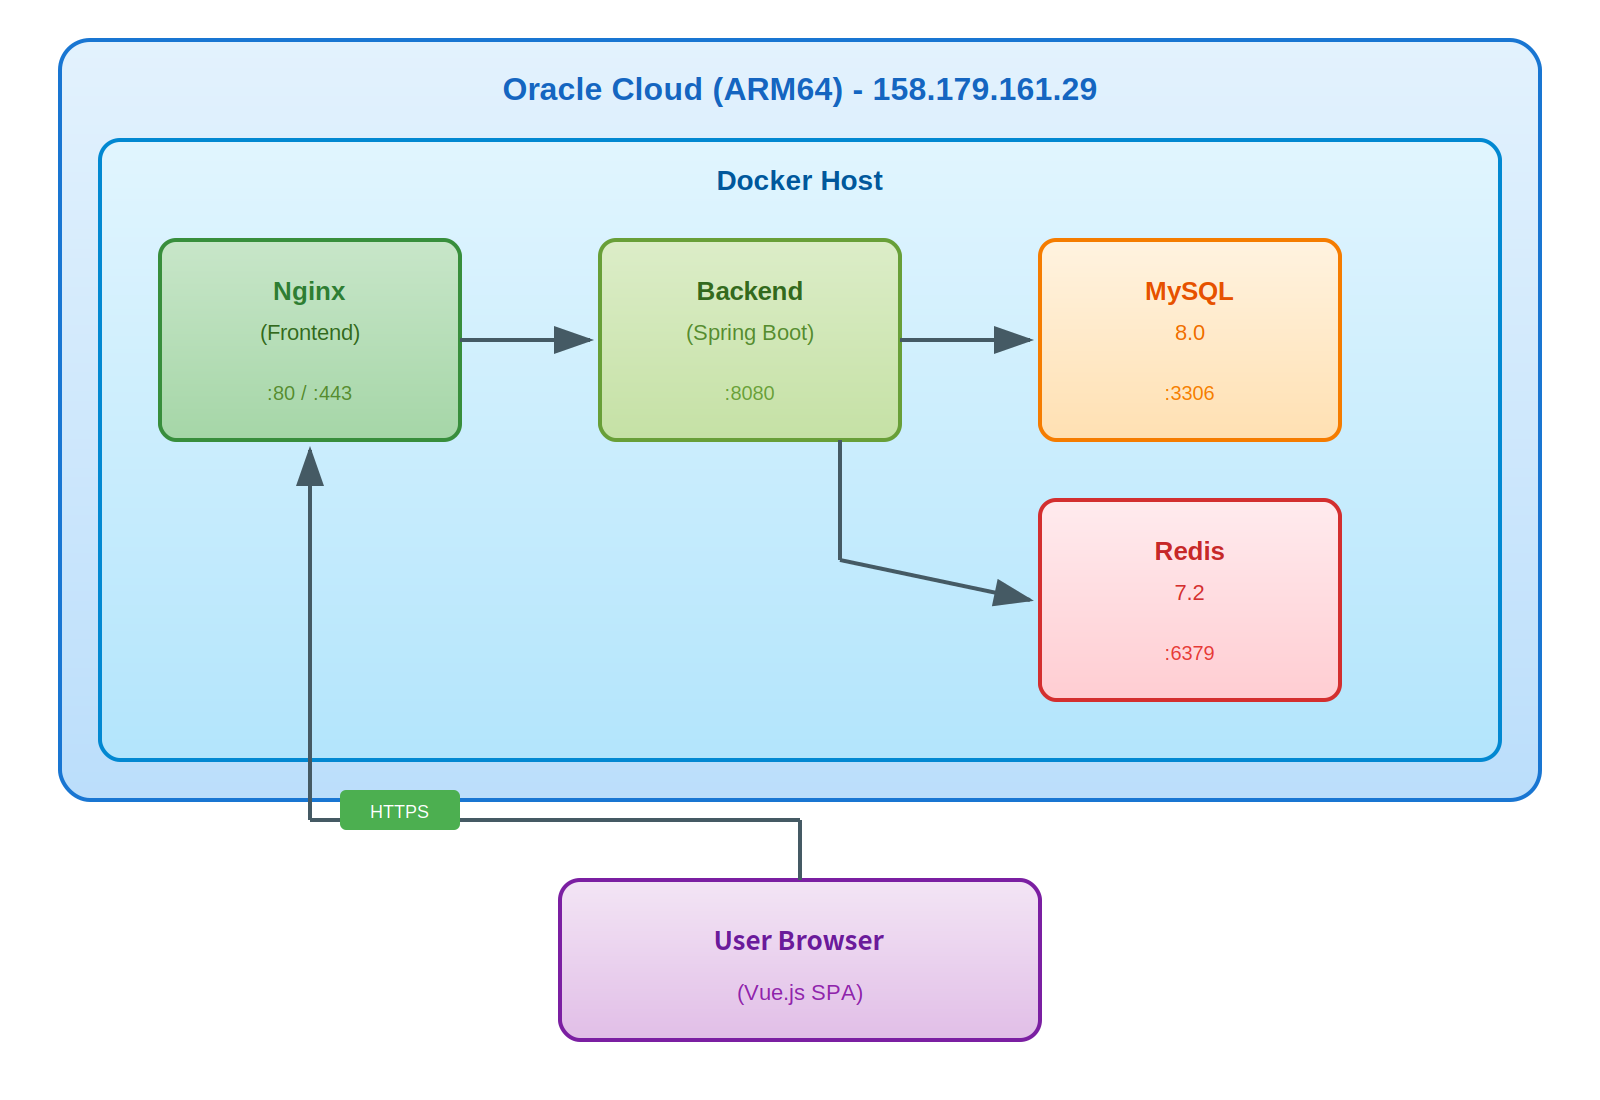 Oracle Cloud (ARM64) - 158.179.161.29
Docker Host
Nginx
(Frontend)
:80 / :443
Backend
(Spring Boot)
:8080
MySQL
8.0
:3306
Redis
7.2
:6379
HTTPS
User Browser
(Vue.js SPA)